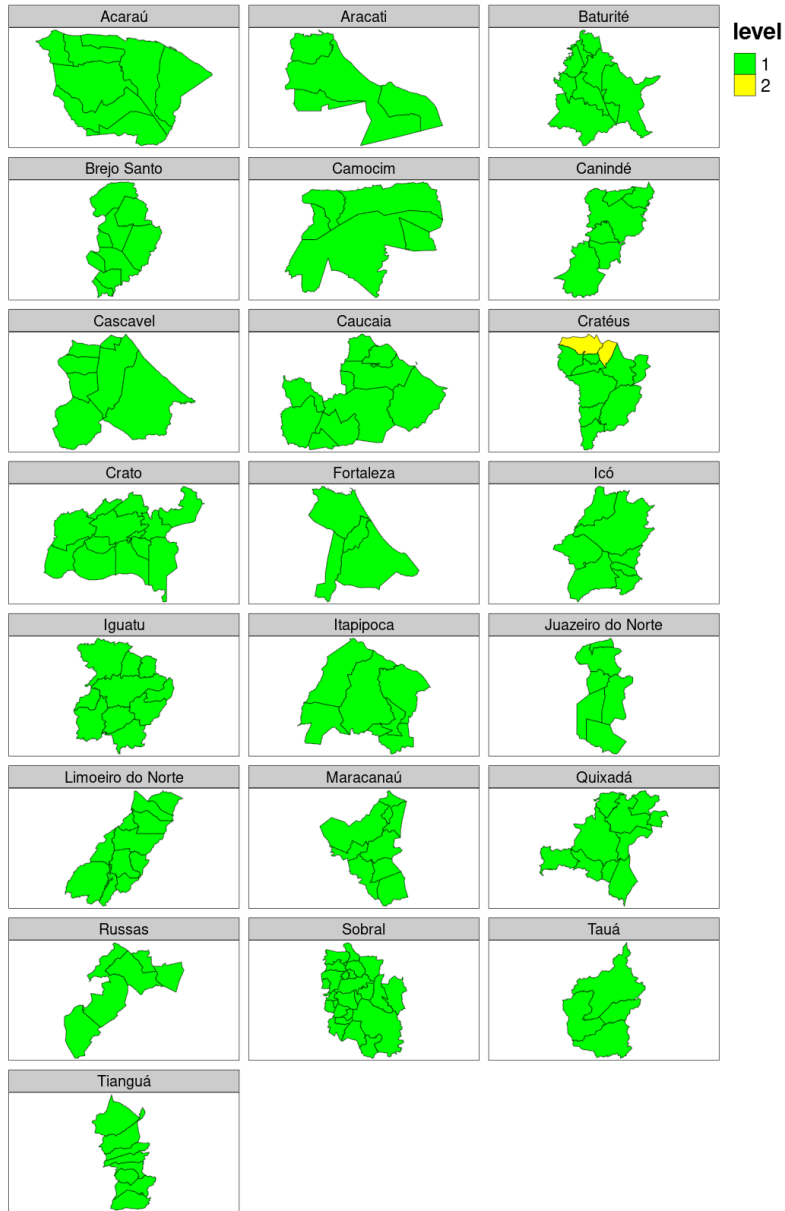 Acaraú
Aracati
Baturité
level
1
2
Brejo Santo
Camocim
Canindé
Cascavel
Caucaia
Cratéus
Crato
Fortaleza
Icó
Iguatu
Itapipoca
Juazeiro do Norte
Limoeiro do Norte
Maracanaú
Quixadá
Russas
Sobral
Tauá
Tianguá